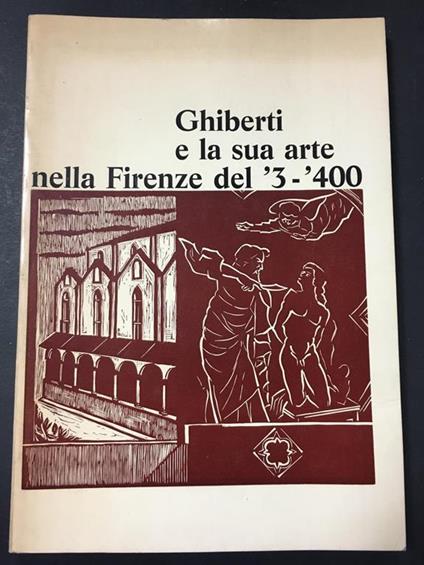 Ghiberti
e la sua arte
nella Firenze del '3-'400